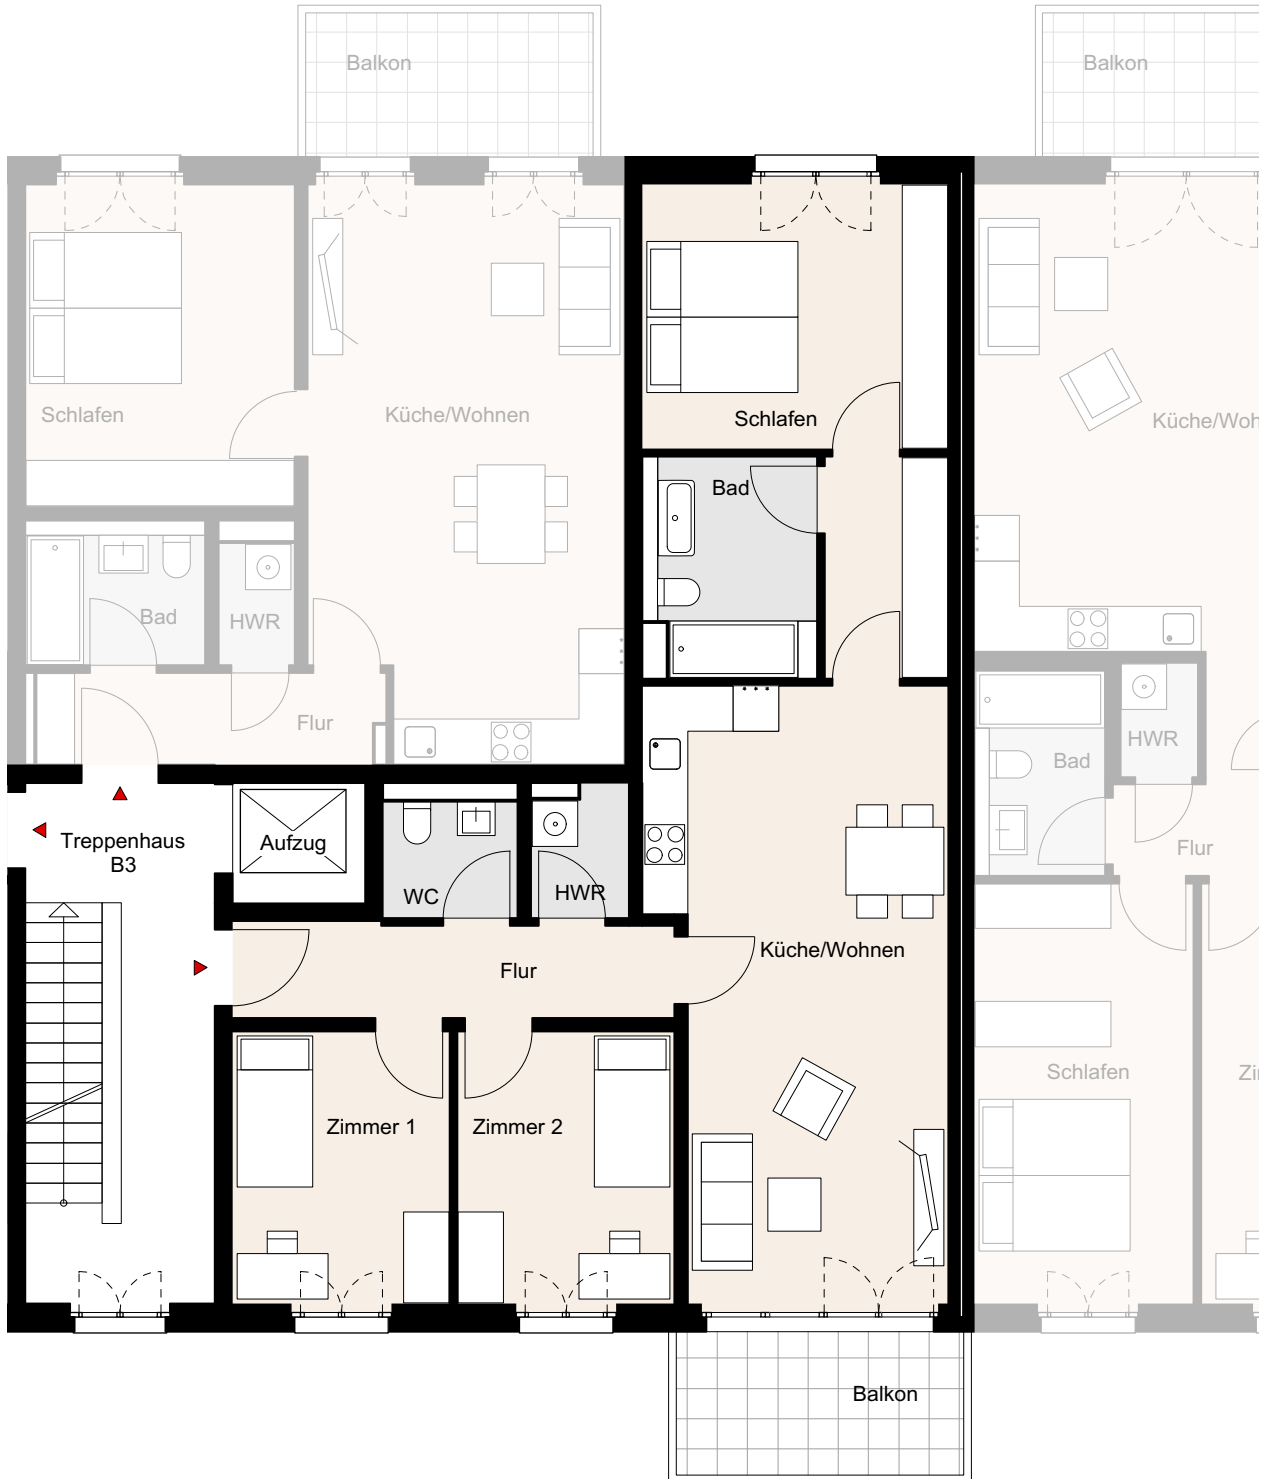 Balkon
Balkon
Schlafen
Küche/Wohnen
Schlafen
Küche/Woh
Bad
Bad
HWR
Flur
Bad
HWR
Treppenhaus
B3
Aufzug
WC
HWR
Flur
Küche/Wohnen
Flur
Schlafen
Zi
Zimmer 1
Zimmer 2
Balkon